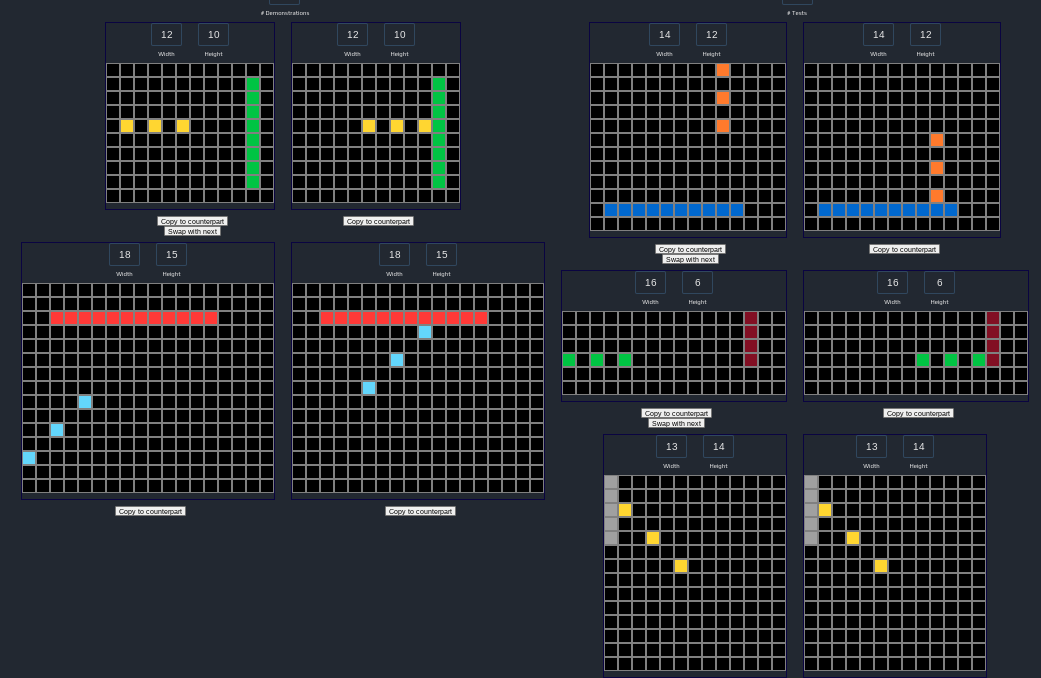 # Demonstrations
12 10
Width Height
12 10
Width Height
Copy to counterpart
Swap with next
Copy to counterpart
18 15
Width Height
18 15
Width Height
Copy to counterpart
Copy to counterpart
# Tests
14 12
Width Height
14 12
Width Height
Copy to counterpart
Swap with next
Copy to counterpart
16 6
Width Height
16 6
Width Height
Copy to counterpart
Swap with next
Copy to counterpart
13 14
Width Height
13 14
Width Height